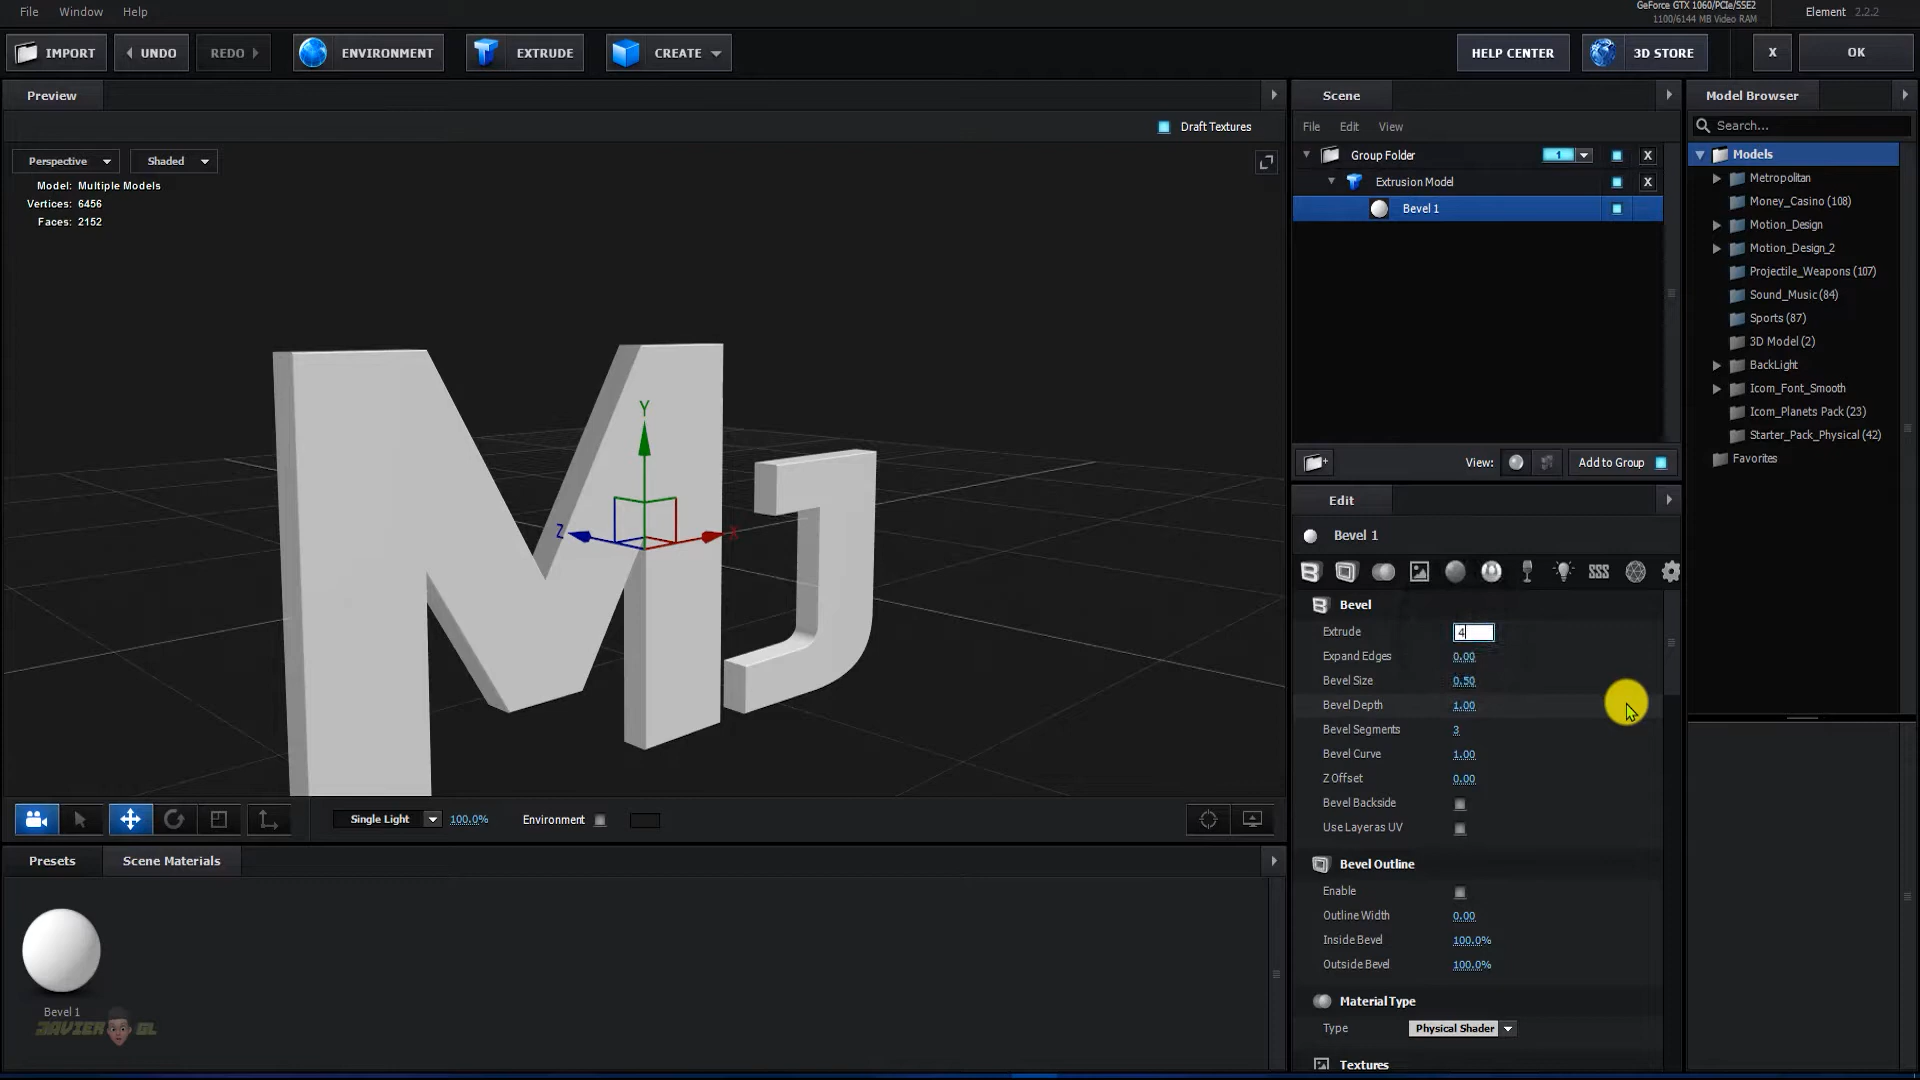 File Window Help
GeForce GTX 1060/PCIe/SSE2
1100/6144 MB Video RAM
Element 2.2.2
IMPORT UNDO REDO ENVIRONMENT EXTRUDE CREATE HELP CENTER 3D STORE X OK
Preview
Draft Textures
Perspective Shaded
Model: Multiple Models
Vertices: 6456
Faces: 2152
MJ
Y
Z
X
Single Light 100.0% Environment
Presets Scene Materials
Bevel 1
JAVIER GL
Scene
File Edit View
Group Folder 1 X
Extrusion Model X
Bevel 1
View: Add to Group
Edit
Bevel 1
Bevel
Extrude 4
Expand Edges 0.00
Bevel Size 0.50
Bevel Depth 1.00
Bevel Segments 3
Bevel Curve 1.00
Z Offset 0.00
Bevel Backside
Use Layer as UV
Bevel Outline
Enable
Outline Width 0.00
Inside Bevel 100.0%
Outside Bevel 100.0%
Material Type
Type Physical Shader
Textures
Model Browser
Search...
Models
Metropolitan
Money_Casino (108)
Motion_Design
Motion_Design_2
Projectile_Weapons (107)
Sound_Music (84)
Sports (87)
3D Model (2)
BackLight
Icom_Font_Smooth
Icom_Planets Pack (23)
Starter_Pack_Physical (42)
Favorites